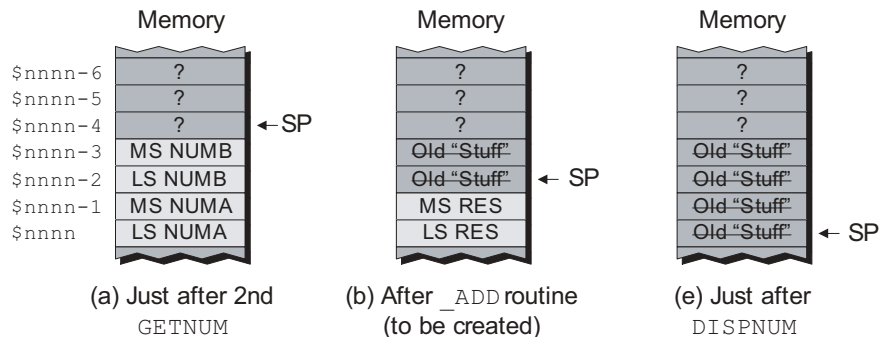 Memory Memory Memory
$nnnn-6 ? ? ?
$nnnn-5 ? ? ?
$nnnn-4 ? ← SP ? ?
$nnnn-3 MS NUMB Old “Stuff” Old “Stuff”
$nnnn-2 LS NUMB Old “Stuff” ← SP Old “Stuff”
$nnnn-1 MS NUMA MS RES Old “Stuff”
$nnnn LS NUMA LS RES Old “Stuff” ← SP
(a) Just after 2nd (b) After _ADD routine (e) Just after
GETNUM (to be created) DISPNUM